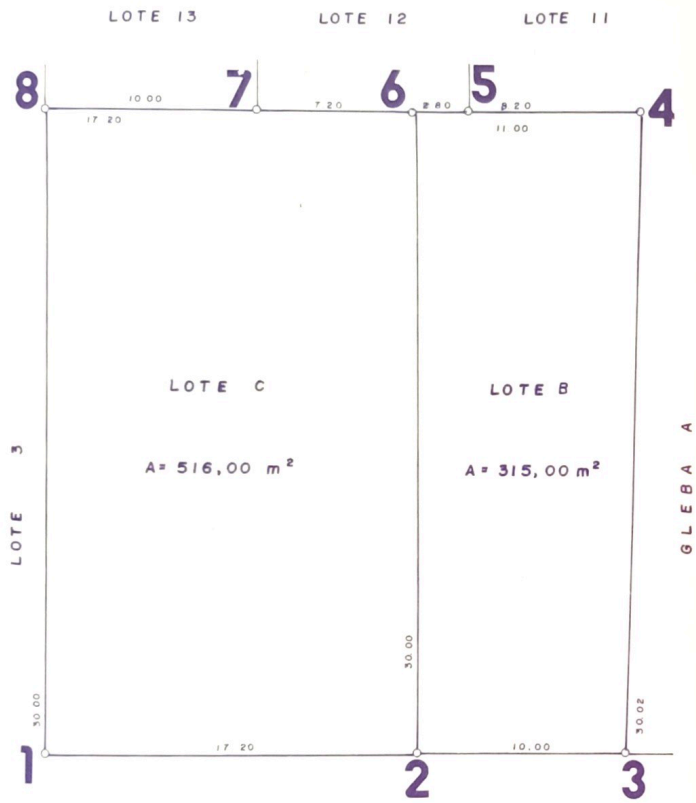 LOTE 13 LOTE 12 LOTE 11
8 7 6 5 4
10.00 7.20 2.80 8.20
17.20 11.00
LOTE C LOTE B
A= 516,00 m² A= 315,00 m²
LOTE 3
GLEBA A
30.00 30.00 30.02
17.20 10.00
1 2 3